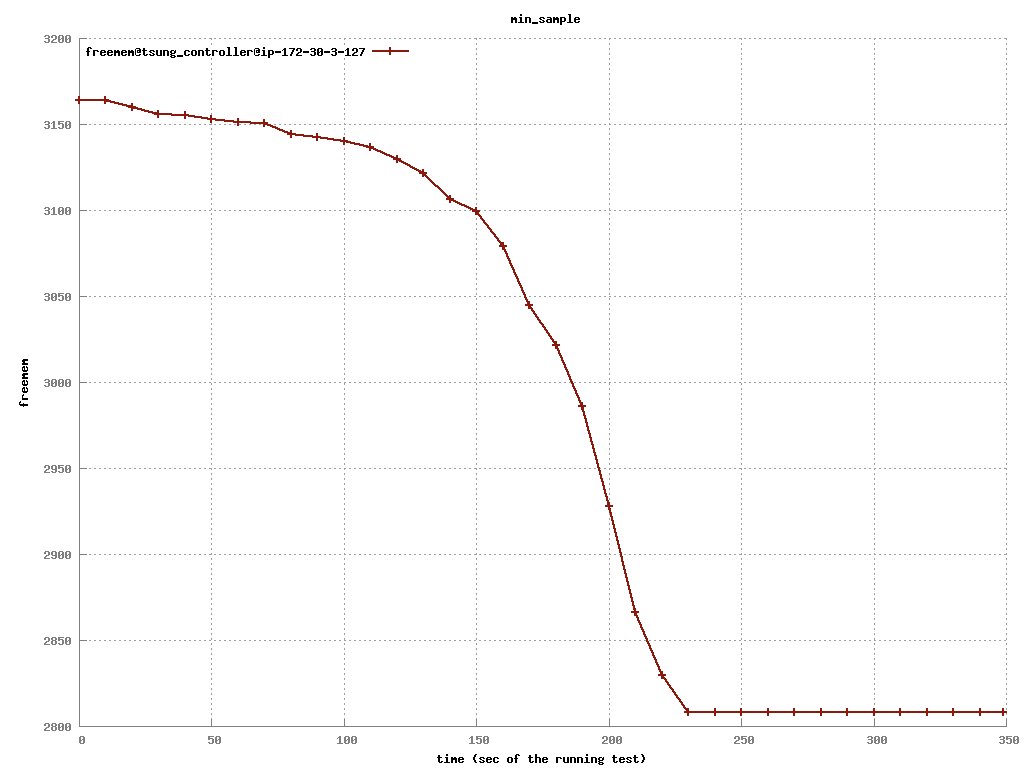 min_sample
freemem@tsung_controller@ip-172-30-3-127
3200
3150
3100
3050
3000
2950
2900
2850
2800
freemem
0 50 100 150 200 250 300 350
time (sec of the running test)